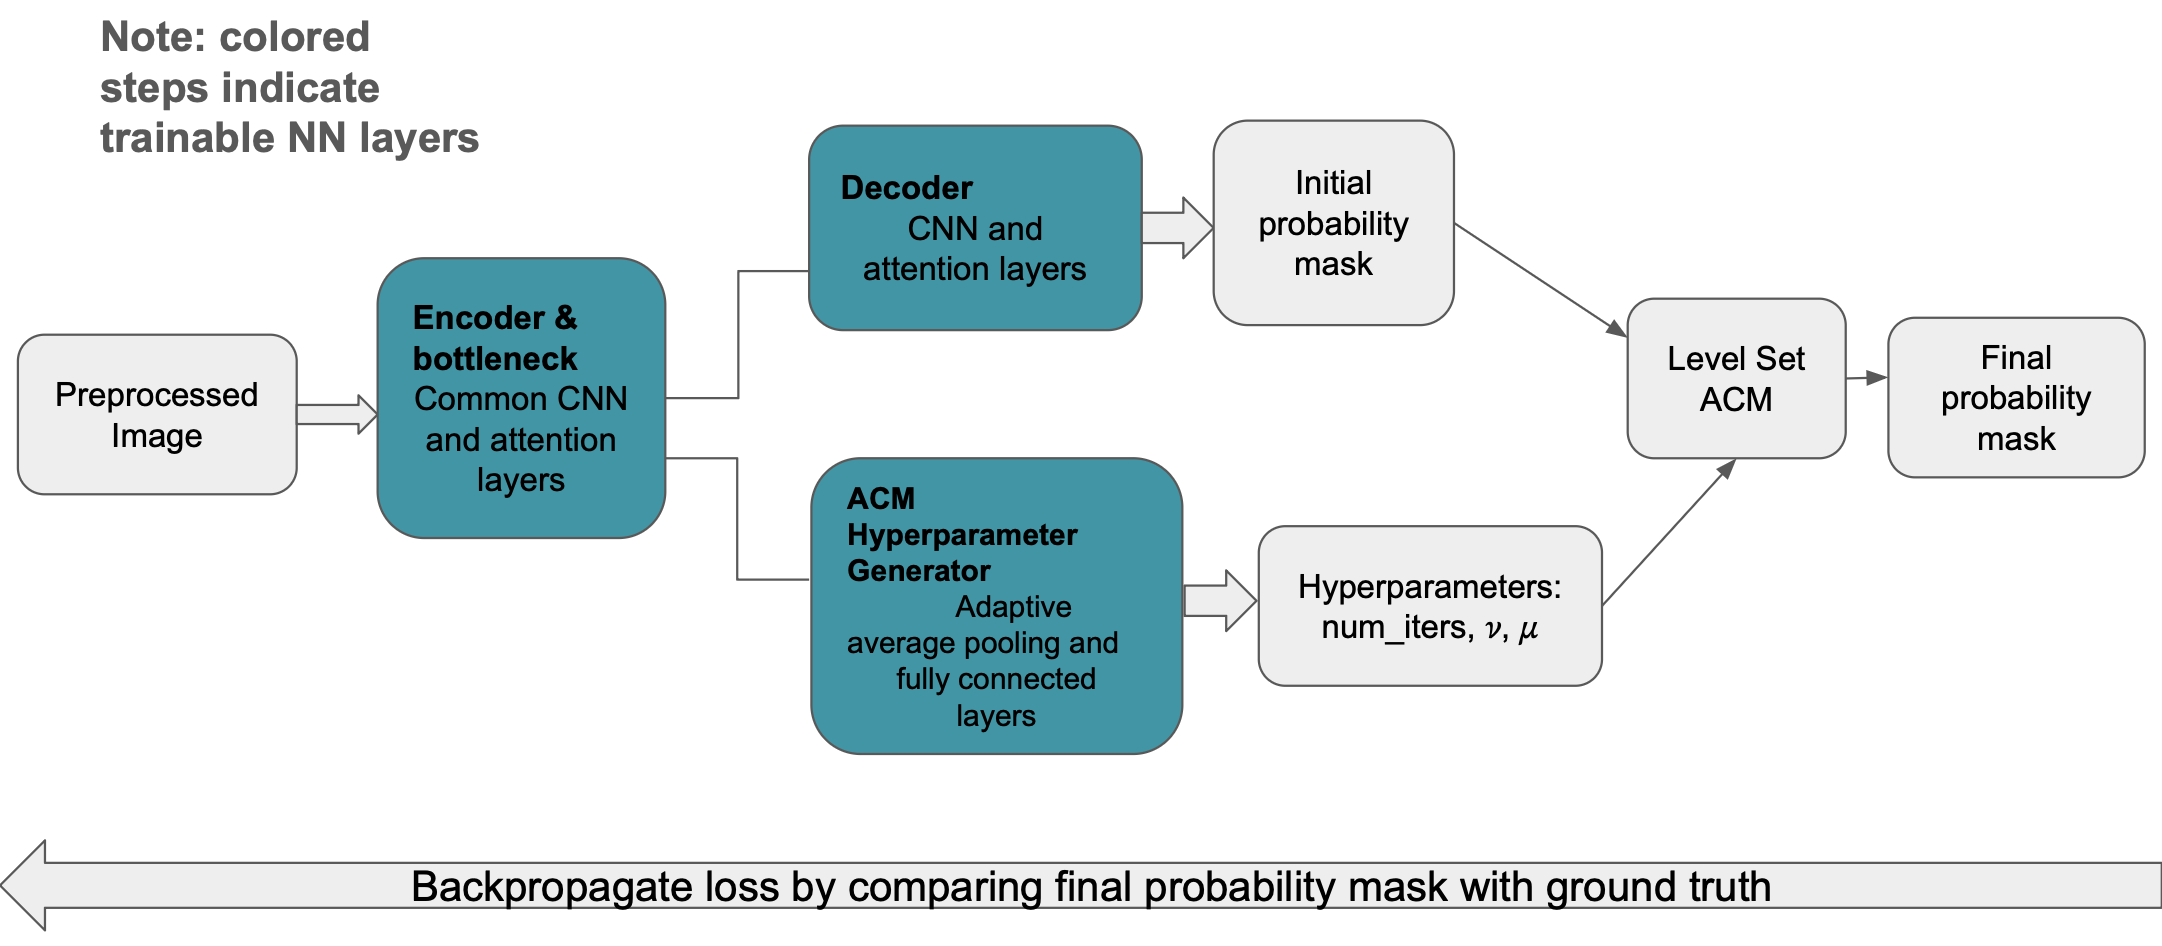 Note: colored
steps indicate
trainable NN layers
Preprocessed
Image
Encoder &
bottleneck
Common CNN
and attention
layers
Decoder
CNN and
attention layers
Initial
probability
mask
ACM
Hyperparameter
Generator
Adaptive
average pooling and
fully connected
layers
Hyperparameters:
num_iters, ν, μ
Level Set
ACM
Final
probability
mask
Backpropagate loss by comparing final probability mask with ground truth